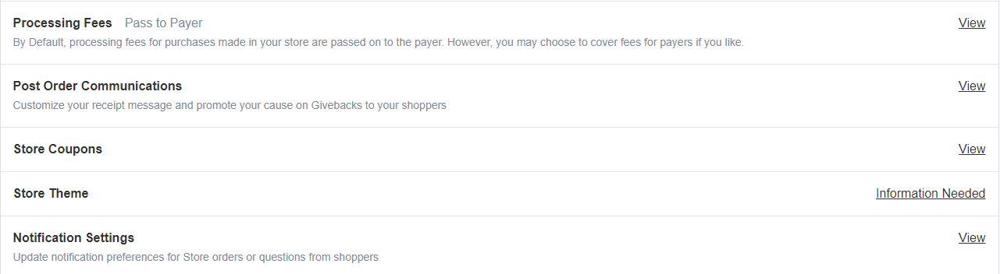 Processing Fees Pass to Payer View
By Default, processing fees for purchases made in your store are passed on to the payer. However, you may choose to cover fees for payers if you like.
Post Order Communications View
Customize your receipt message and promote your cause on Givebacks to your shoppers
Store Coupons View
Store Theme Information Needed
Notification Settings View
Update notification preferences for Store orders or questions from shoppers